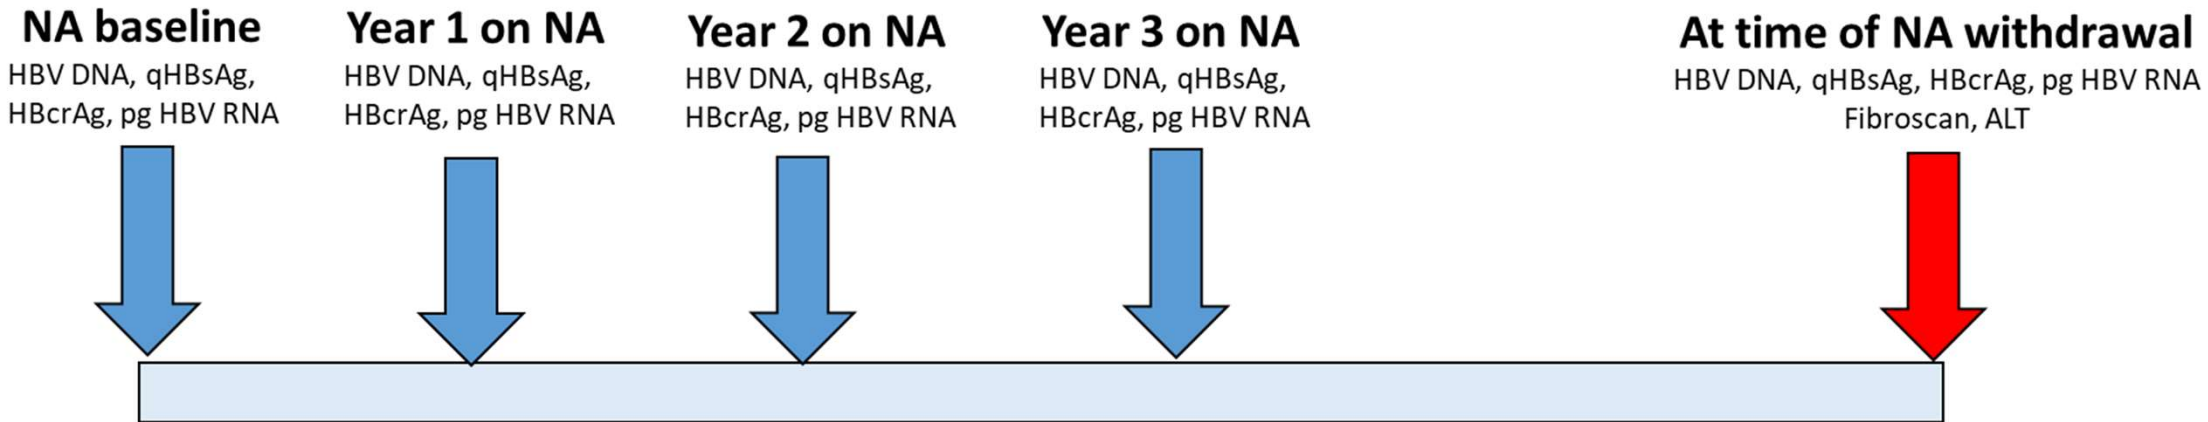 NA baseline
HBV DNA, qHBsAg,
HBcrAg, pg HBV RNA
Year 1 on NA
HBV DNA, qHBsAg,
HBcrAg, pg HBV RNA
Year 2 on NA
HBV DNA, qHBsAg,
HBcrAg, pg HBV RNA
Year 3 on NA
HBV DNA, qHBsAg,
HBcrAg, pg HBV RNA
At time of NA withdrawal
HBV DNA, qHBsAg, HBcrAg, pg HBV RNA
Fibroscan, ALT